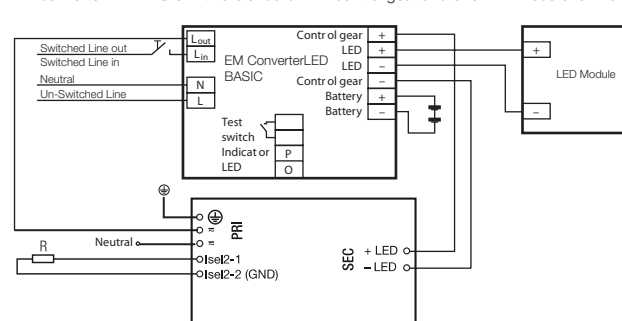 Lout
Lin
Switched Line out
Switched Line in
Neutral
Un-Switched Line
N
L
EM ConverterLED
BASIC
Control gear +
LED +
LED –
Control gear –
Battery +
Battery –
Test
switch
Indicator
LED
P
O
+
LED Module
–
PRI
Neutral
R
Isel2-1
Isel2-2 (GND)
SEC
+ LED
– LED